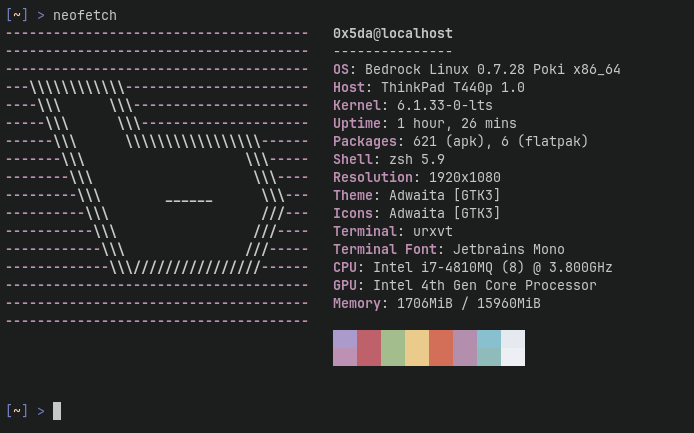 [~] > neofetch
--------------------------------------   0x5da@localhost
--------------------------------------   ---------------
--------------------------------------   OS: Bedrock Linux 0.7.28 Poki x86_64
---\\\\\\\\\\\\-----------------------   Host: ThinkPad T440p 1.0
----\\\      \\\----------------------   Kernel: 6.1.33-0-lts
-----\\\      \\\---------------------   Uptime: 1 hour, 26 mins
------\\\      \\\\\\\\\\\\\\\\\------   Packages: 621 (apk), 6 (flatpak)
-------\\\                    \\\-----   Shell: zsh 5.9
--------\\\                    \\\----   Resolution: 1920x1080
---------\\\        ______      \\\---   Theme: Adwaita [GTK3]
----------\\\                   ///---   Icons: Adwaita [GTK3]
-----------\\\                 ///----   Terminal: urxvt
------------\\\               ///-----   Terminal Font: Jetbrains Mono
-------------\\\////////////////------   CPU: Intel i7-4810MQ (8) @ 3.800GHz
--------------------------------------   GPU: Intel 4th Gen Core Processor
--------------------------------------   Memory: 1706MiB / 15960MiB
--------------------------------------
[~] >